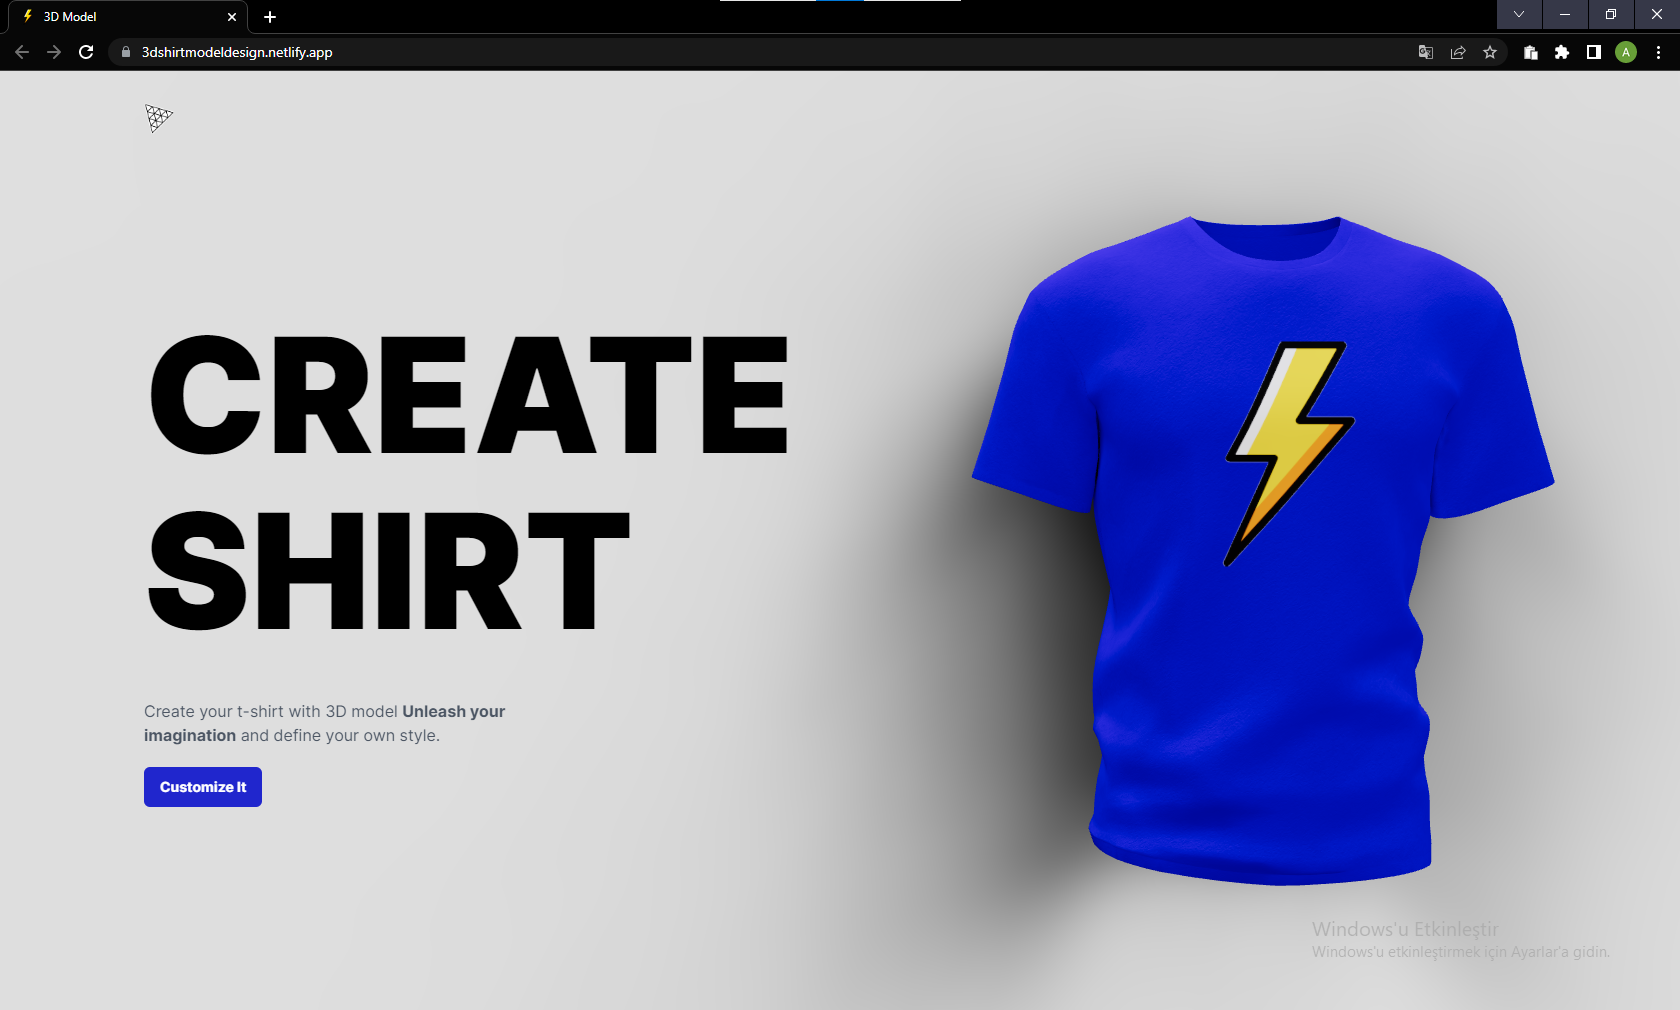 3D Model
3dshirtmodeldesign.netlify.app
A
CREATE
SHIRT
Create your t-shirt with 3D model Unleash your
imagination and define your own style.
Customize It
Windows'u Etkinleştir
Windows'u etkinleştirmek için Ayarlar'a gidin.